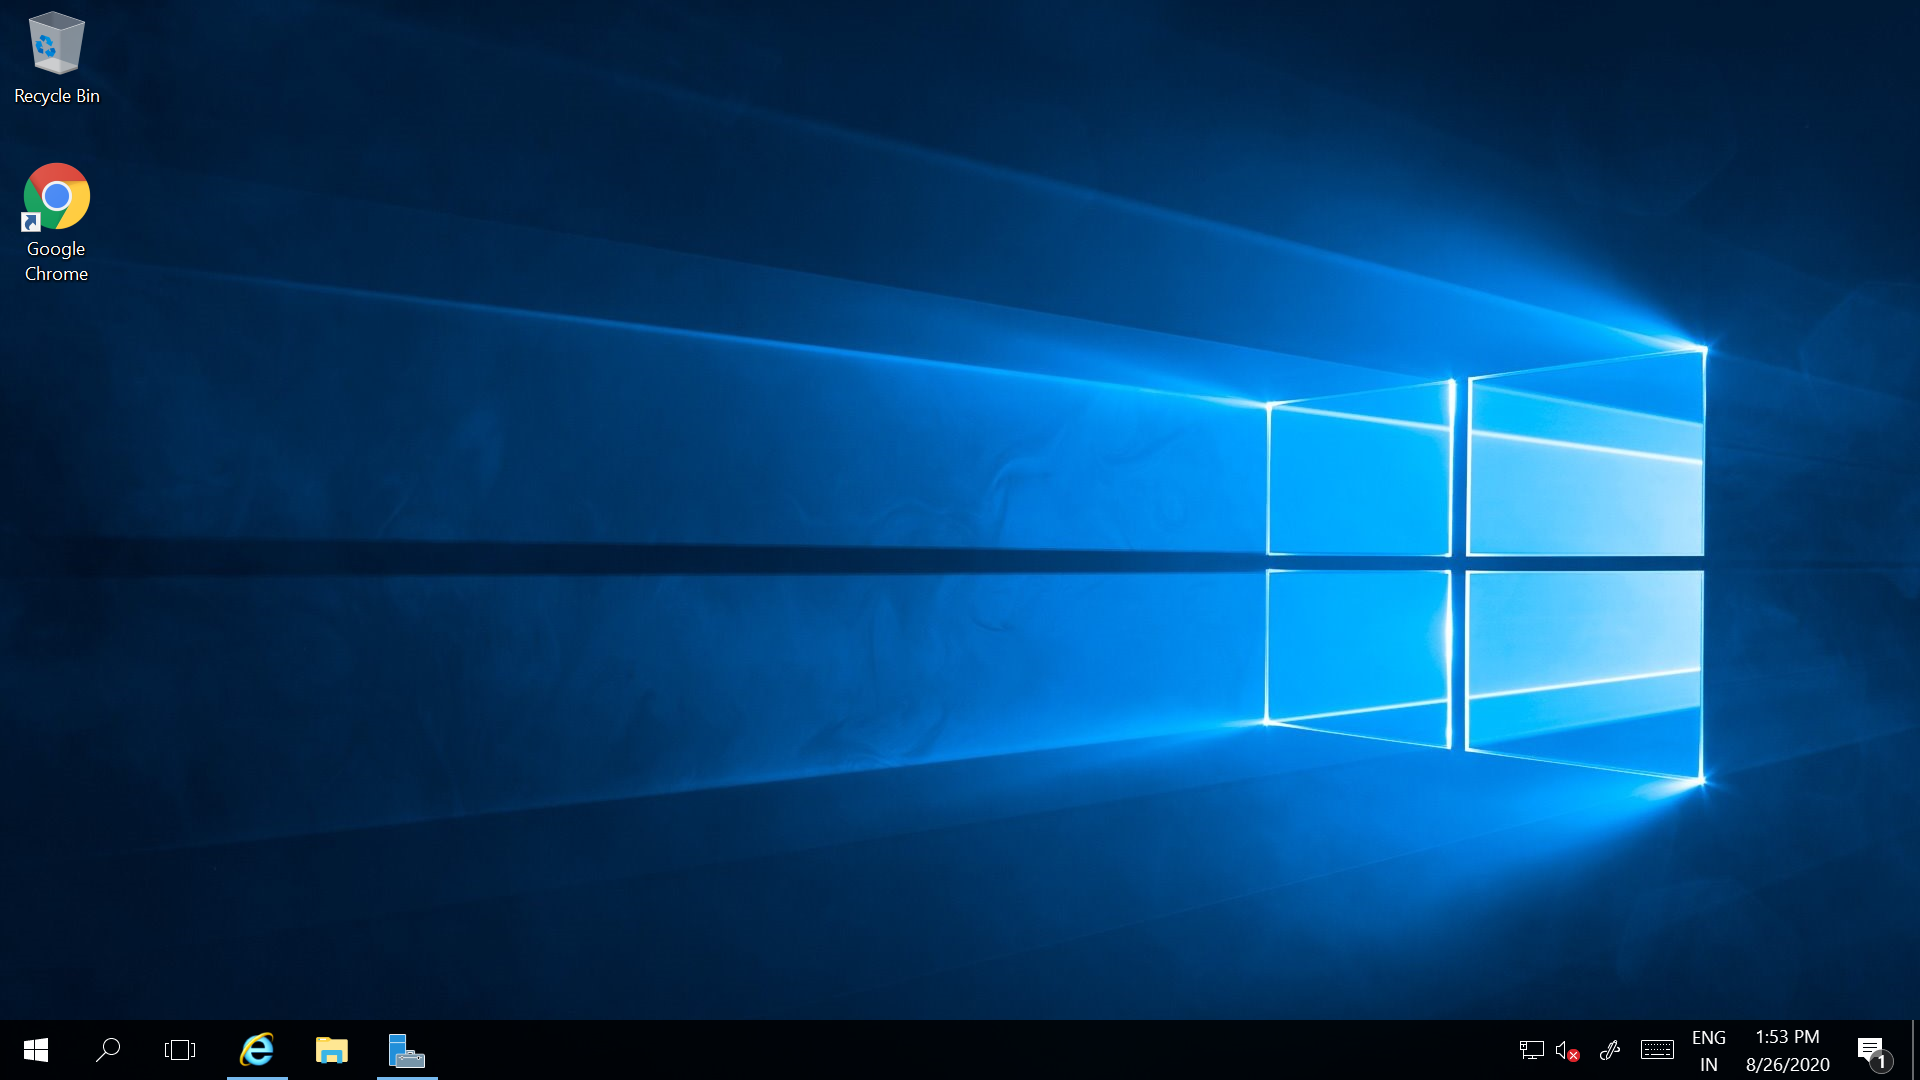 Recycle Bin
Google
Chrome
ENG
IN
1:53 PM
8/26/2020
1